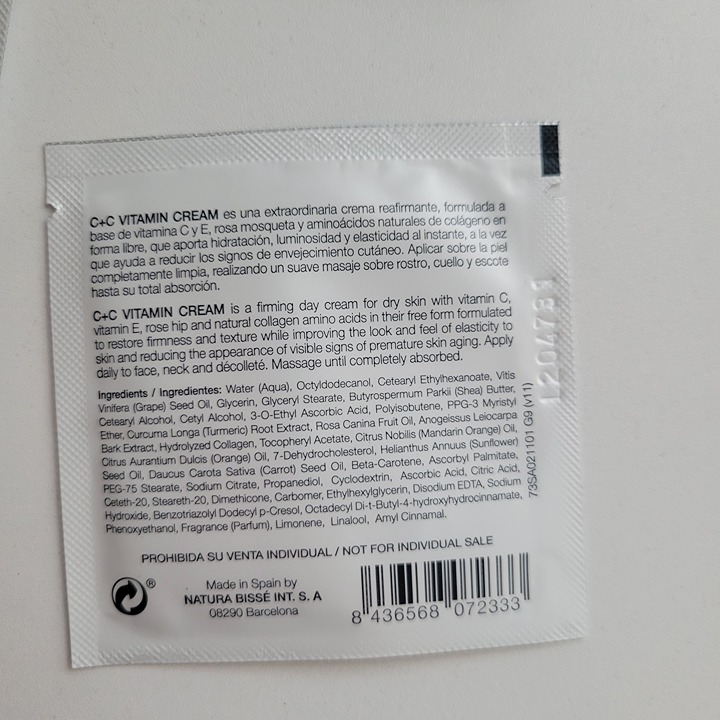 C+C VITAMIN CREAM es una extraordinaria crema reafirmante, formulada a
base de vitamina C y E, rosa mosqueta y aminoácidos naturales de colágeno en
forma libre, que aporta hidratación, luminosidad y elasticidad al instante, a la vez
que ayuda a reducir los signos de envejecimiento cutáneo. Aplicar sobre la piel
completamente limpia, realizando un suave masaje sobre rostro, cuello y escote
hasta su total absorción.
C+C VITAMIN CREAM is a firming day cream for dry skin with vitamin C,
vitamin E, rose hip and natural collagen amino acids in their free form formulated
to restore firmness and texture while improving the look and feel of elasticity to
skin and reducing the appearance of visible signs of premature skin aging. Apply
daily to face, neck and décolleté. Massage until completely absorbed.
Ingredients / Ingredientes: Water (Aqua), Octyldodecanol, Cetearyl Ethylhexanoate, Vitis
Vinifera (Grape) Seed Oil, Glycerin, Glyceryl Stearate, Butyrospermum Parkii (Shea) Butter,
Cetearyl Alcohol, Cetyl Alcohol, 3-O-Ethyl Ascorbic Acid, Polyisobutene, PPG-3 Myristyl
Ether, Curcuma Longa (Turmeric) Root Extract, Rosa Canina Fruit Oil, Anogeissus Leiocarpa
Bark Extract, Hydrolyzed Collagen, Tocopheryl Acetate, Citrus Nobilis (Mandarin Orange) Oil,
Citrus Aurantium Dulcis (Orange) Oil, 7-Dehydrocholesterol, Helianthus Annuus (Sunflower)
Seed Oil, Daucus Carota Sativa (Carrot) Seed Oil, Beta-Carotene, Ascorbyl Palmitate,
PEG-75 Stearate, Sodium Citrate, Propanediol, Cyclodextrin, Ascorbic Acid, Citric Acid,
Ceteth-20, Steareth-20, Dimethicone, Carbomer, Ethylhexylglycerin, Disodium EDTA, Sodium
Hydroxide, Benzotriazolyl Dodecyl p-Cresol, Octadecyl Di-t-Butyl-4-hydroxyhydrocinnamate,
Phenoxyethanol, Fragrance (Parfum), Limonene, Linalool, Amyl Cinnamal.
73SA021101 G9 (v11)
L204781
PROHIBIDA SU VENTA INDIVIDUAL / NOT FOR INDIVIDUAL SALE
®
Made in Spain by
NATURA BISSÉ INT. S. A
08290 Barcelona
8 436568 072333